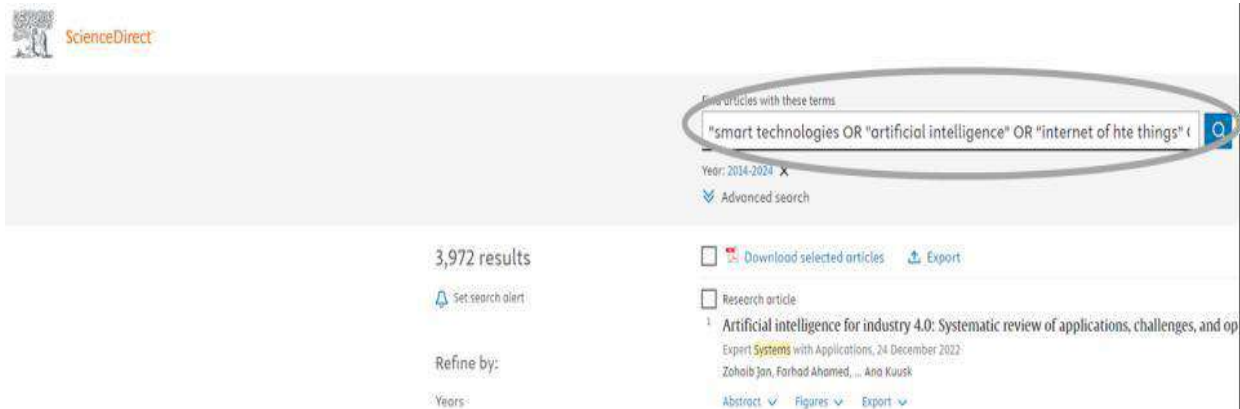 ScienceDirect
Find articles with these terms
"smart technologies OR "artificial intelligence" OR "internet of hte things" (
Year: 2014-2024 X
Advanced search
3,972 results
Download selected articles Export
Set search alert
Research article
1 Artificial intelligence for industry 4.0: Systematic review of applications, challenges, and op
Expert Systems with Applications, 24 December 2022
Refine by:
Zohaib Jan, Farhad Ahamed, ... Ana Kuusk
Years
Abstract Figures Export